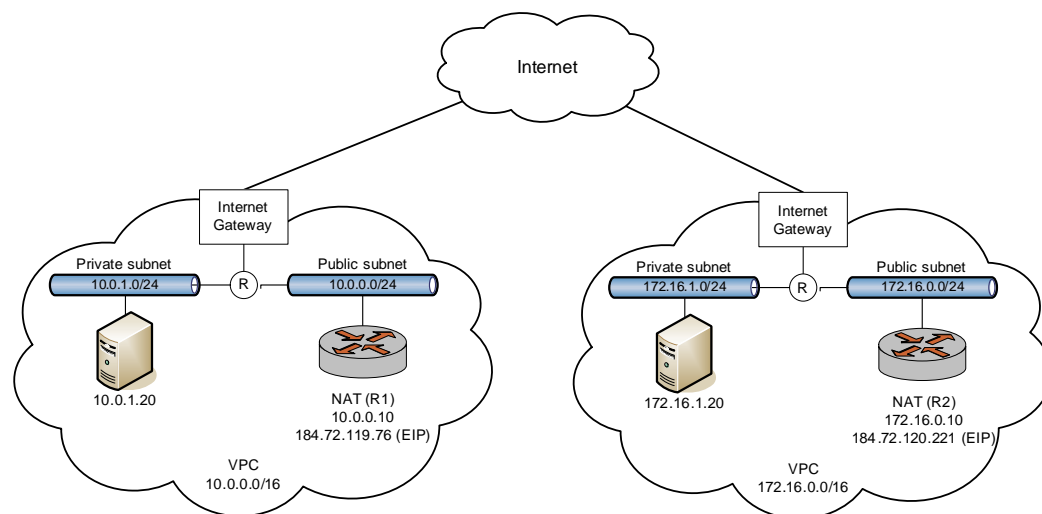 Internet
Internet
Gateway
Private subnet
10.0.1.0/24
R
Public subnet
10.0.0.0/24
10.0.1.20
NAT (R1)
10.0.0.10
184.72.119.76 (EIP)
VPC
10.0.0.0/16
Internet
Gateway
Private subnet
172.16.1.0/24
R
Public subnet
172.16.0.0/24
172.16.1.20
NAT (R2)
172.16.0.10
184.72.120.221 (EIP)
VPC
172.16.0.0/16